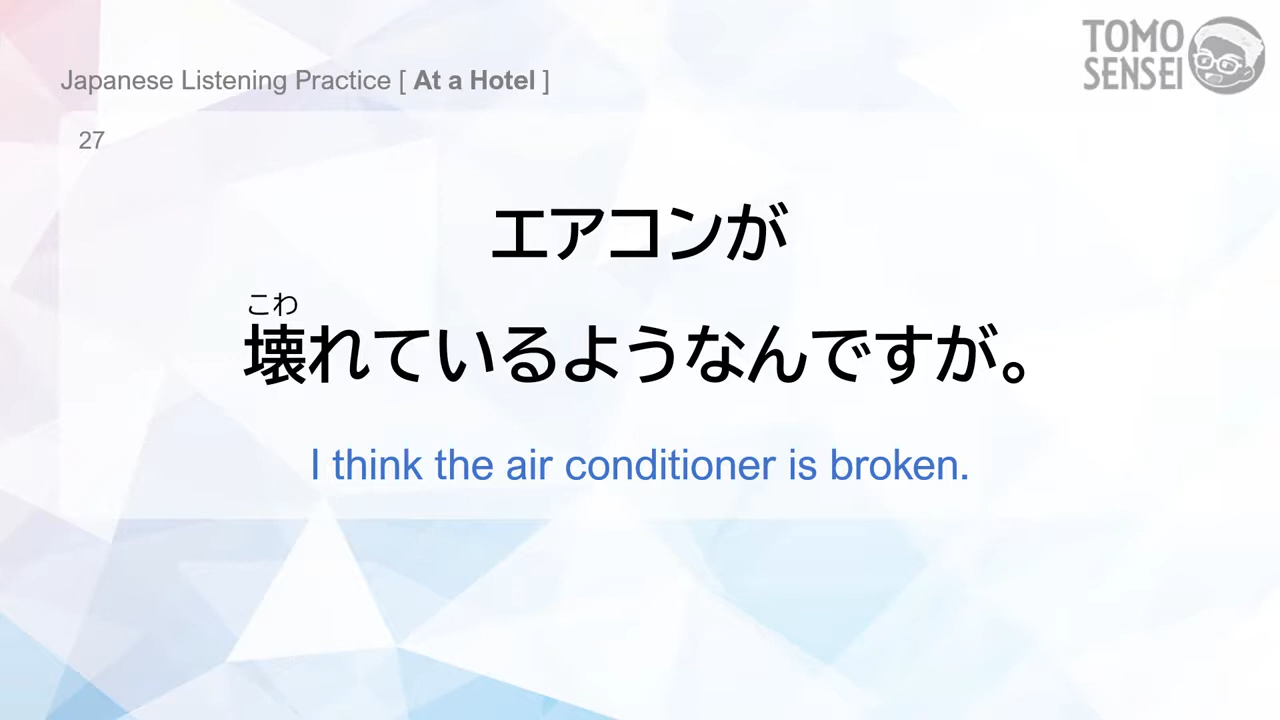 Japanese Listening Practice [ At a Hotel ]
TOMO
SENSEI
27
エアコンが
こわ
壊れているようなんですが。
I think the air conditioner is broken.